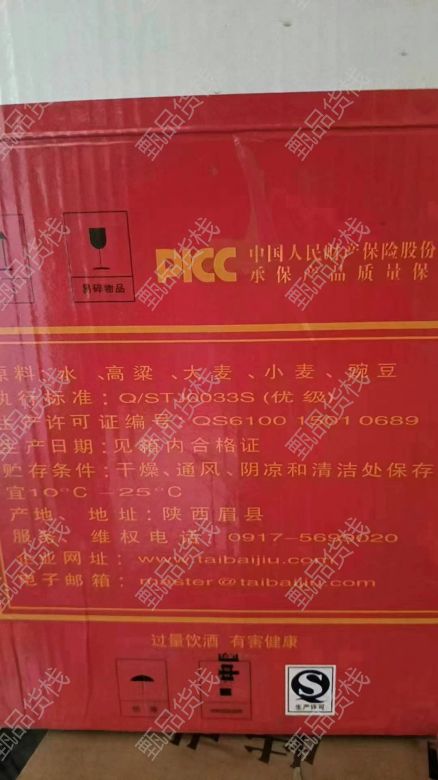 PICC 中国人民财产保险股份
承保产品质量保
易碎物品
原料、水、高粱、大麦、小麦、豌豆
执行标准：Q/STJ0033S (优级)
生产许可证编号：QS6100 1501 0689
生产日期：见箱内合格证
贮存条件：干燥、通风、阴凉和清洁处保存
宜10°C－25°C
产地、地址：陕西眉县
服务、维权电话：0917-5699020
企业网址：www.taibaijiu.com
电子邮箱：master@taibaijiu.com
过量饮酒 有害健康
生产许可
甄品货栈